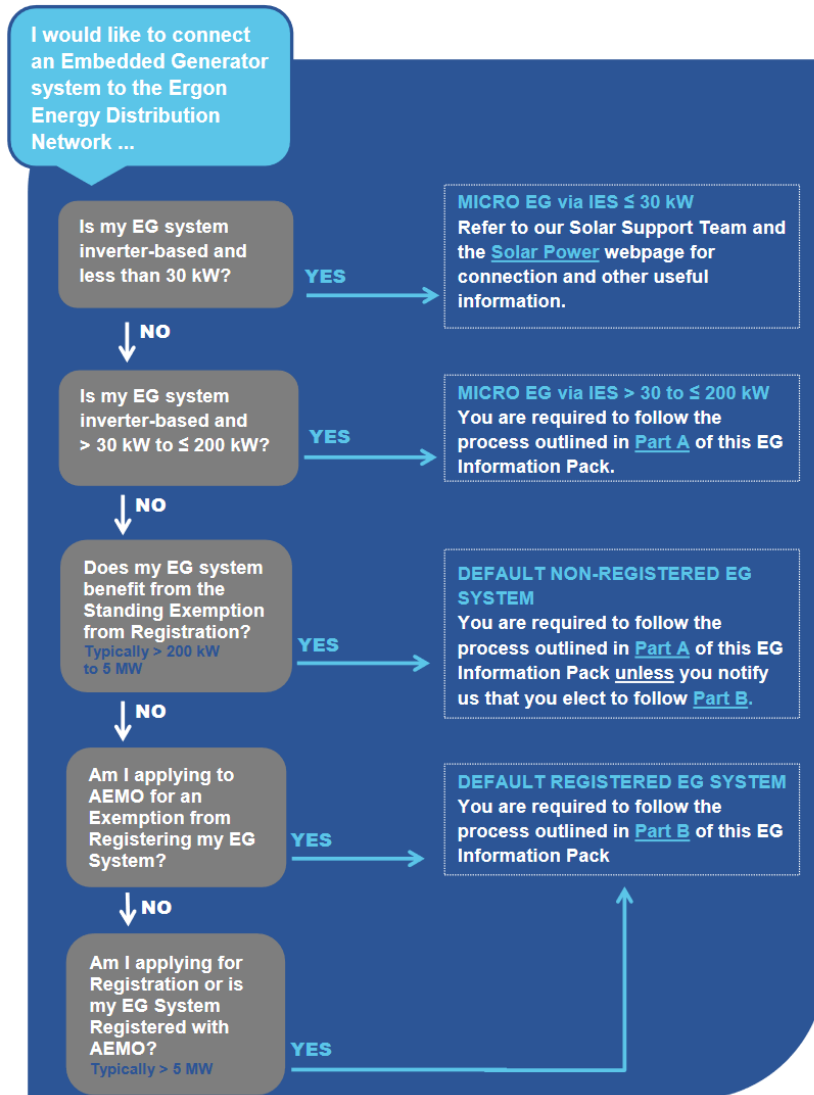 I would like to connect
an Embedded Generator
system to the Ergon
Energy Distribution
Network ...
Is my EG system
inverter-based and
less than 30 kW?
YES
MICRO EG via IES ≤ 30 kW
Refer to our Solar Support Team and
the Solar Power webpage for
connection and other useful
information.
NO
Is my EG system
inverter-based and
> 30 kW to ≤ 200 kW?
YES
MICRO EG via IES > 30 to ≤ 200 kW
You are required to follow the
process outlined in Part A of this EG
Information Pack.
NO
Does my EG system
benefit from the
Standing Exemption
from Registration?
Typically > 200 kW
to 5 MW
YES
DEFAULT NON-REGISTERED EG
SYSTEM
You are required to follow the
process outlined in Part A of this EG
Information Pack unless you notify
us that you elect to follow Part B.
NO
Am I applying to
AEMO for an
Exemption from
Registering my EG
System?
YES
DEFAULT REGISTERED EG SYSTEM
You are required to follow the
process outlined in Part B of this EG
Information Pack
NO
Am I applying for
Registration or is
my EG System
Registered with
AEMO?
Typically > 5 MW
YES